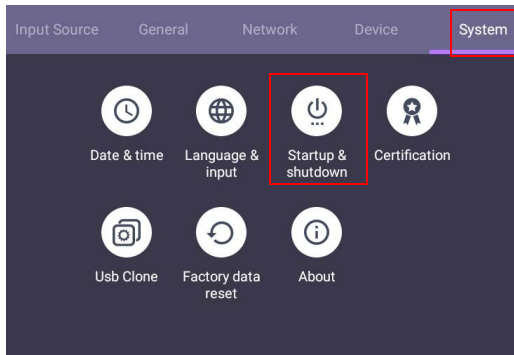 Input Source General Network Device System
Date & time Language & input Startup & shutdown Certification
Usb Clone Factory data reset About